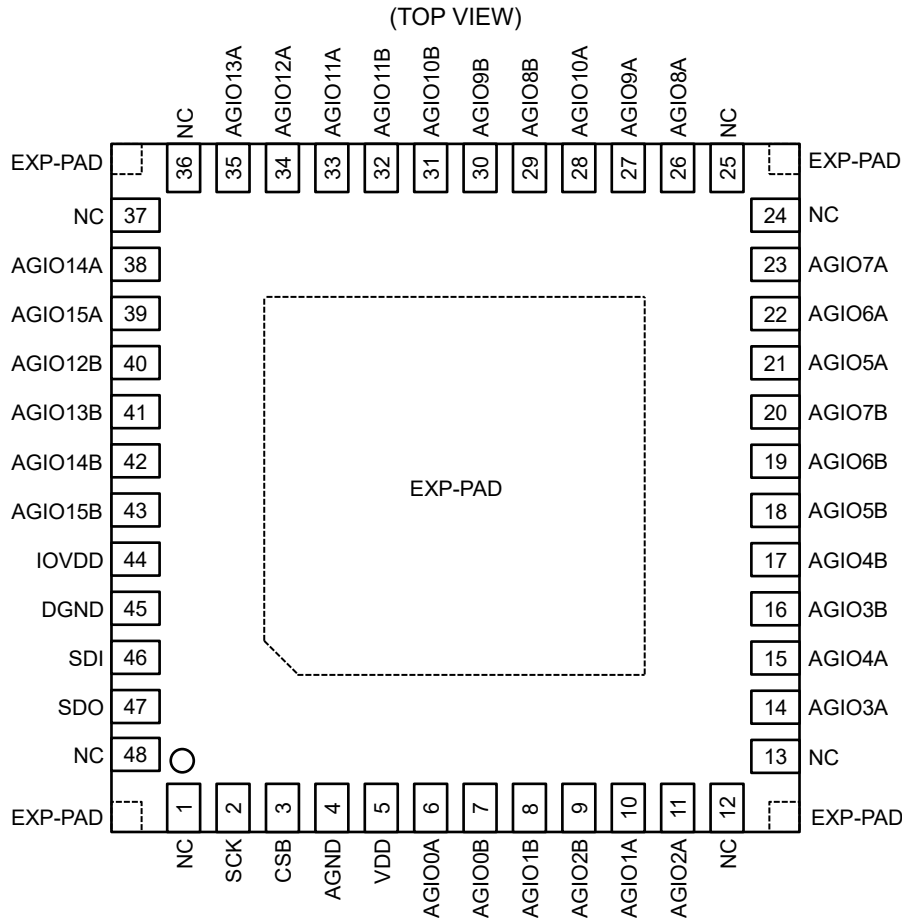 (TOP VIEW)
NC
AGIO13A
AGIO12A
AGIO11A
AGIO11B
AGIO10B
AGIO9B
AGIO8B
AGIO10A
AGIO9A
AGIO8A
NC
EXP-PAD
36
35
34
33
32
31
30
29
28
27
26
25
EXP-PAD
NC 37
24 NC
AGIO14A 38
23 AGIO7A
AGIO15A 39
22 AGIO6A
AGIO12B 40
21 AGIO5A
AGIO13B 41
20 AGIO7B
AGIO14B 42
19 AGIO6B
EXP-PAD
AGIO15B 43
18 AGIO5B
IOVDD 44
17 AGIO4B
DGND 45
16 AGIO3B
SDI 46
15 AGIO4A
SDO 47
14 AGIO3A
NC 48
13 NC
EXP-PAD
1
2
3
4
5
6
7
8
9
10
11
12
EXP-PAD
NC
SCK
CSB
AGND
VDD
AGIO0A
AGIO0B
AGIO1B
AGIO2B
AGIO1A
AGIO2A
NC